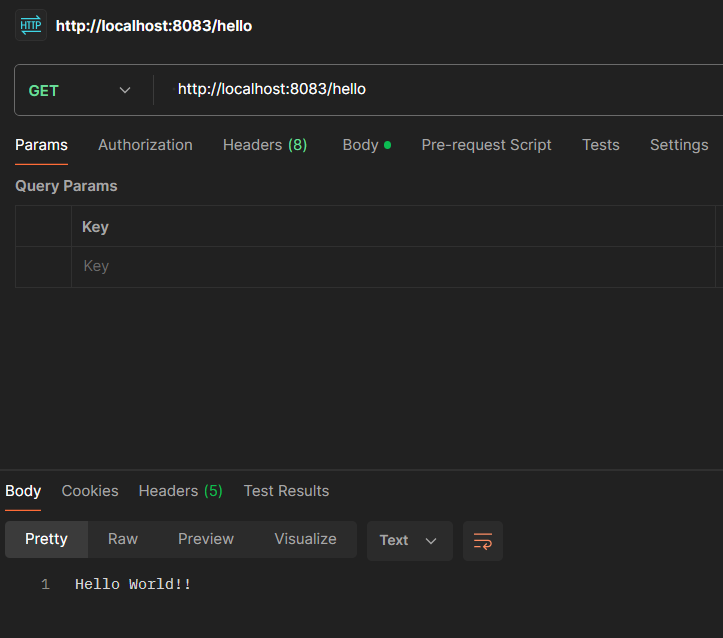 HTTP http://localhost:8083/hello
GET http://localhost:8083/hello
Params Authorization Headers (8) Body Pre-request Script Tests Settings
Query Params
Key
Key
Body Cookies Headers (5) Test Results
Pretty Raw Preview Visualize Text
1 Hello World!!